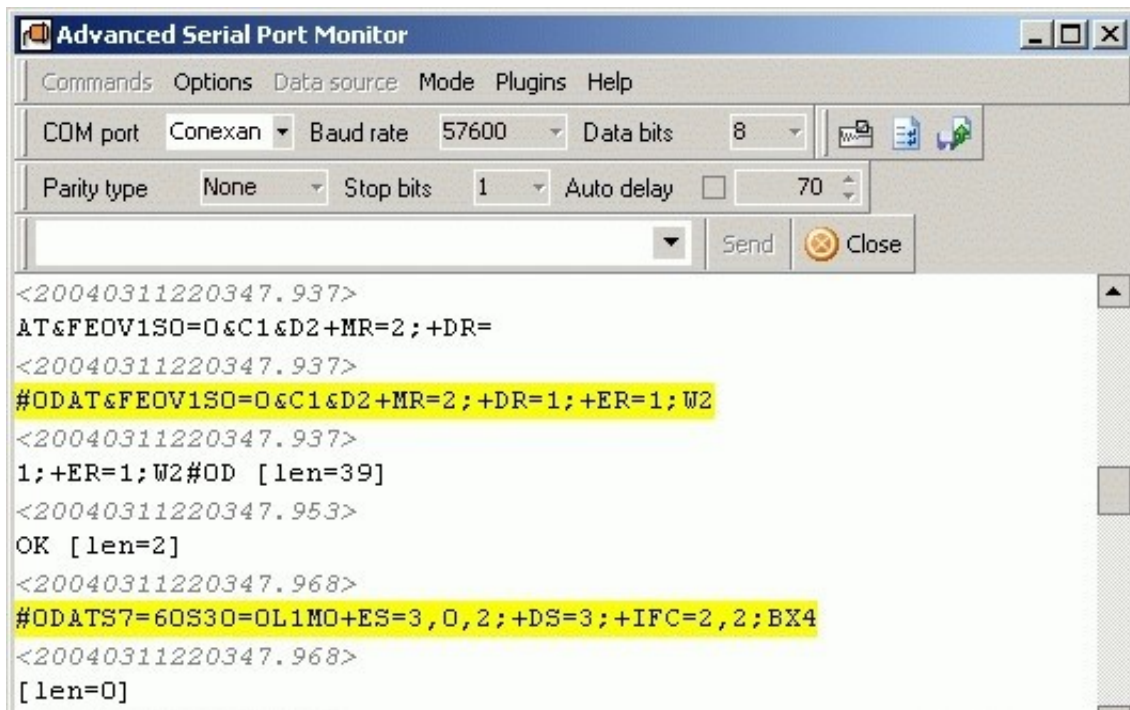 Advanced Serial Port Monitor
Commands Options Data source Mode Plugins Help
COM port Conexan Baud rate 57600 Data bits 8
Parity type None Stop bits 1 Auto delay 70
Send Close
<20040311220347.937>
AT&FE0V1S0=0&C1&D2+MR=2;+DR=
<20040311220347.937>
#0DAT&FE0V1S0=0&C1&D2+MR=2;+DR=1;+ER=1;W2
<20040311220347.937>
1;+ER=1;W2#0D [len=39]
<20040311220347.953>
OK [len=2]
<20040311220347.968>
#0DATS7=60S30=0L1M0+ES=3,0,2;+DS=3;+IFC=2,2;BX4
<20040311220347.968>
[len=0]